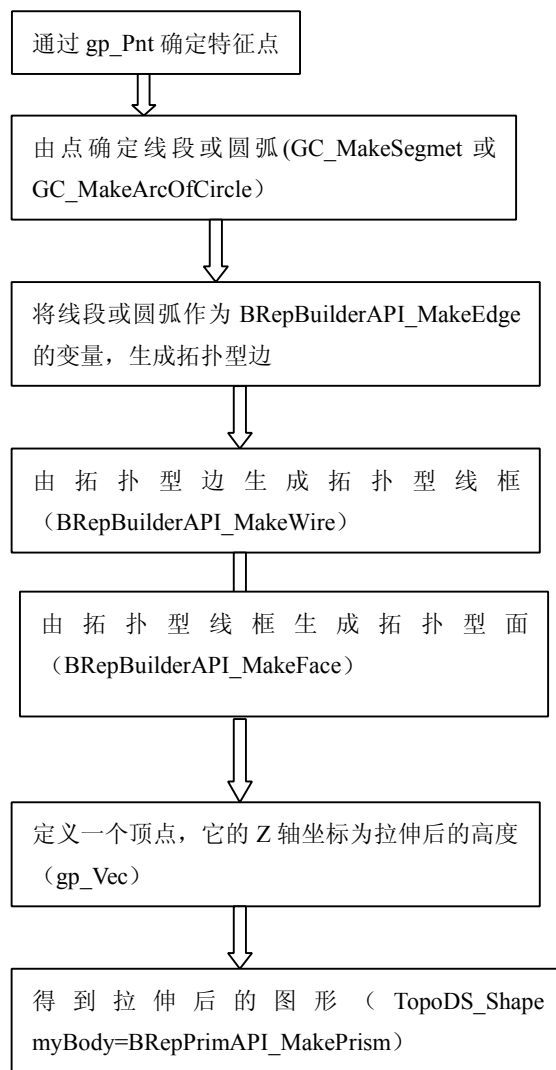 通过 gp_Pnt 确定特征点
由点确定线段或圆弧(GC_MakeSegmet 或
GC_MakeArcOfCircle）
将线段或圆弧作为 BRepBuilderAPI_MakeEdge
的变量，生成拓扑型边
由拓扑型边生成拓扑型线框
（BRepBuilderAPI_MakeWire）
由拓扑型线框生成拓扑型面
（BRepBuilderAPI_MakeFace）
定义一个顶点，它的 Z 轴坐标为拉伸后的高度
（gp_Vec）
得到拉伸后的图形（ TopoDS_Shape
myBody=BRepPrimAPI_MakePrism）